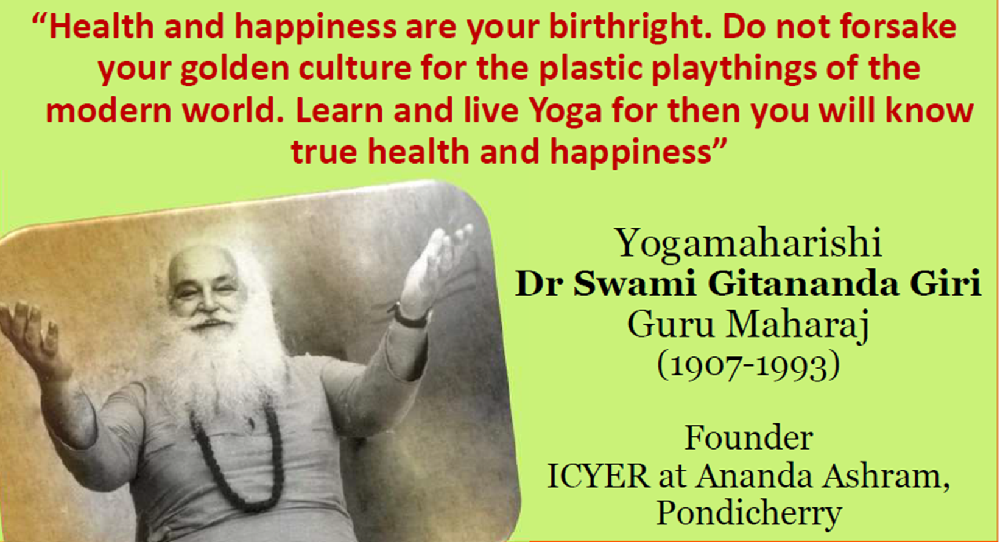 “Health and happiness are your birthright. Do not forsake
your golden culture for the plastic playthings of the
modern world. Learn and live Yoga for then you will know
true health and happiness”
Yogamaharishi
Dr Swami Gitananda Giri
Guru Maharaj
(1907-1993)
Founder
ICYER at Ananda Ashram,
Pondicherry